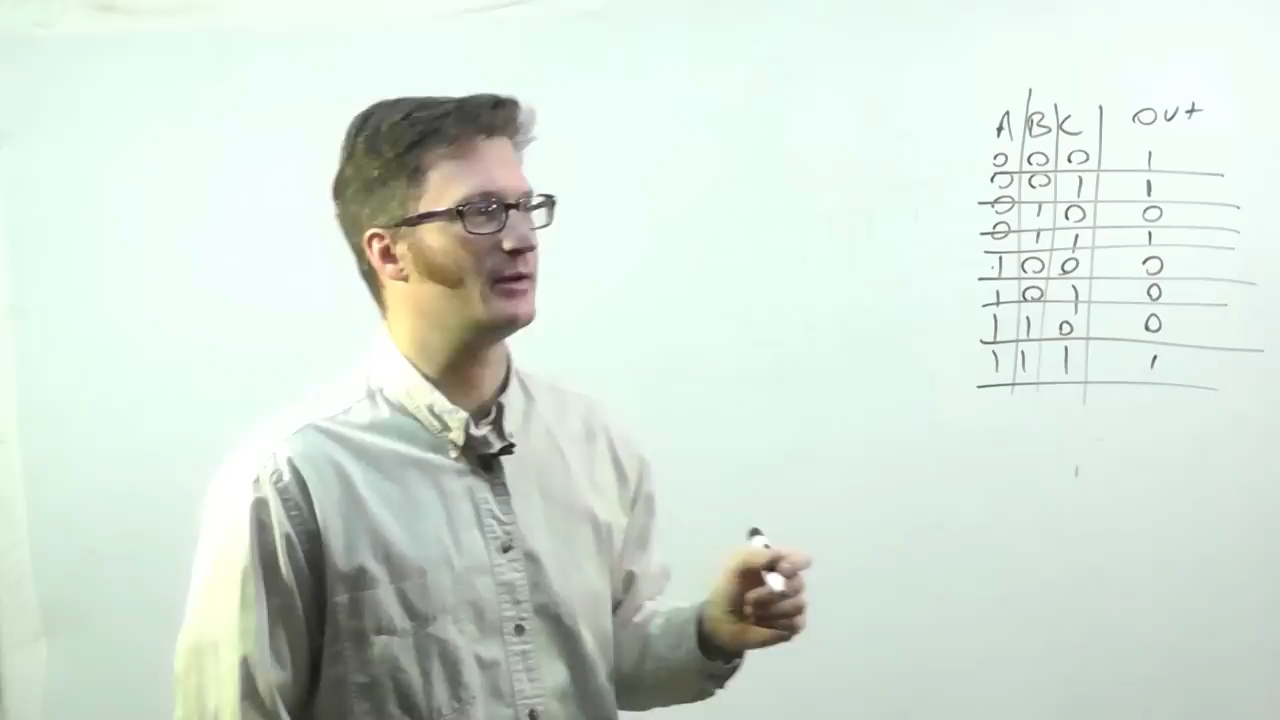 A B C Out
0 0 0 1
0 0 1 1
0 1 0 0
0 1 1 1
1 0 0 0
1 0 1 0
1 1 0 0
1 1 1 1